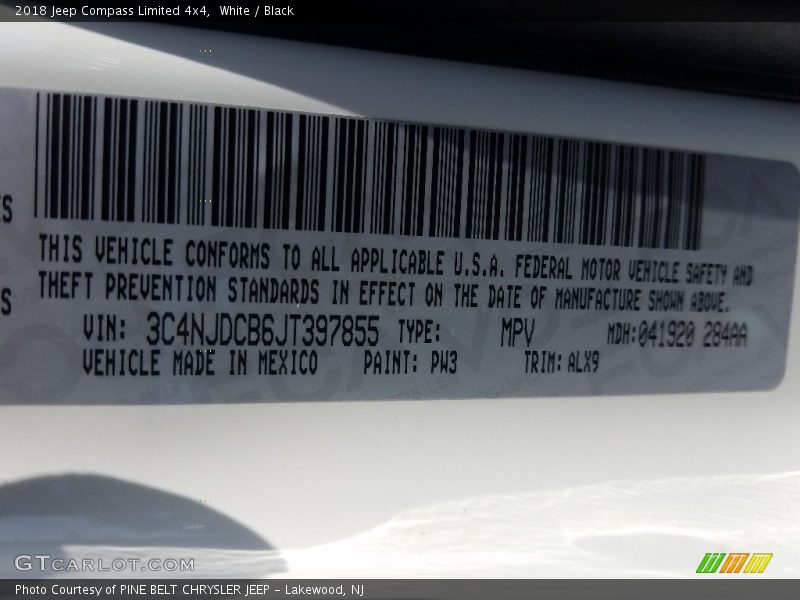 2018 Jeep Compass Limited 4x4, White / Black
THIS VEHICLE CONFORMS TO ALL APPLICABLE U.S.A. FEDERAL MOTOR VEHICLE SAFETY AND
THEFT PREVENTION STANDARDS IN EFFECT ON THE DATE OF MANUFACTURE SHOWN ABOVE.
VIN: 3C4NJDCB6JT397855 TYPE: MPV MDH:041920 284AA
VEHICLE MADE IN MEXICO PAINT: PW3 TRIM: ALX9
GTCARLOT.COM
Photo Courtesy of PINE BELT CHRYSLER JEEP - Lakewood, NJ